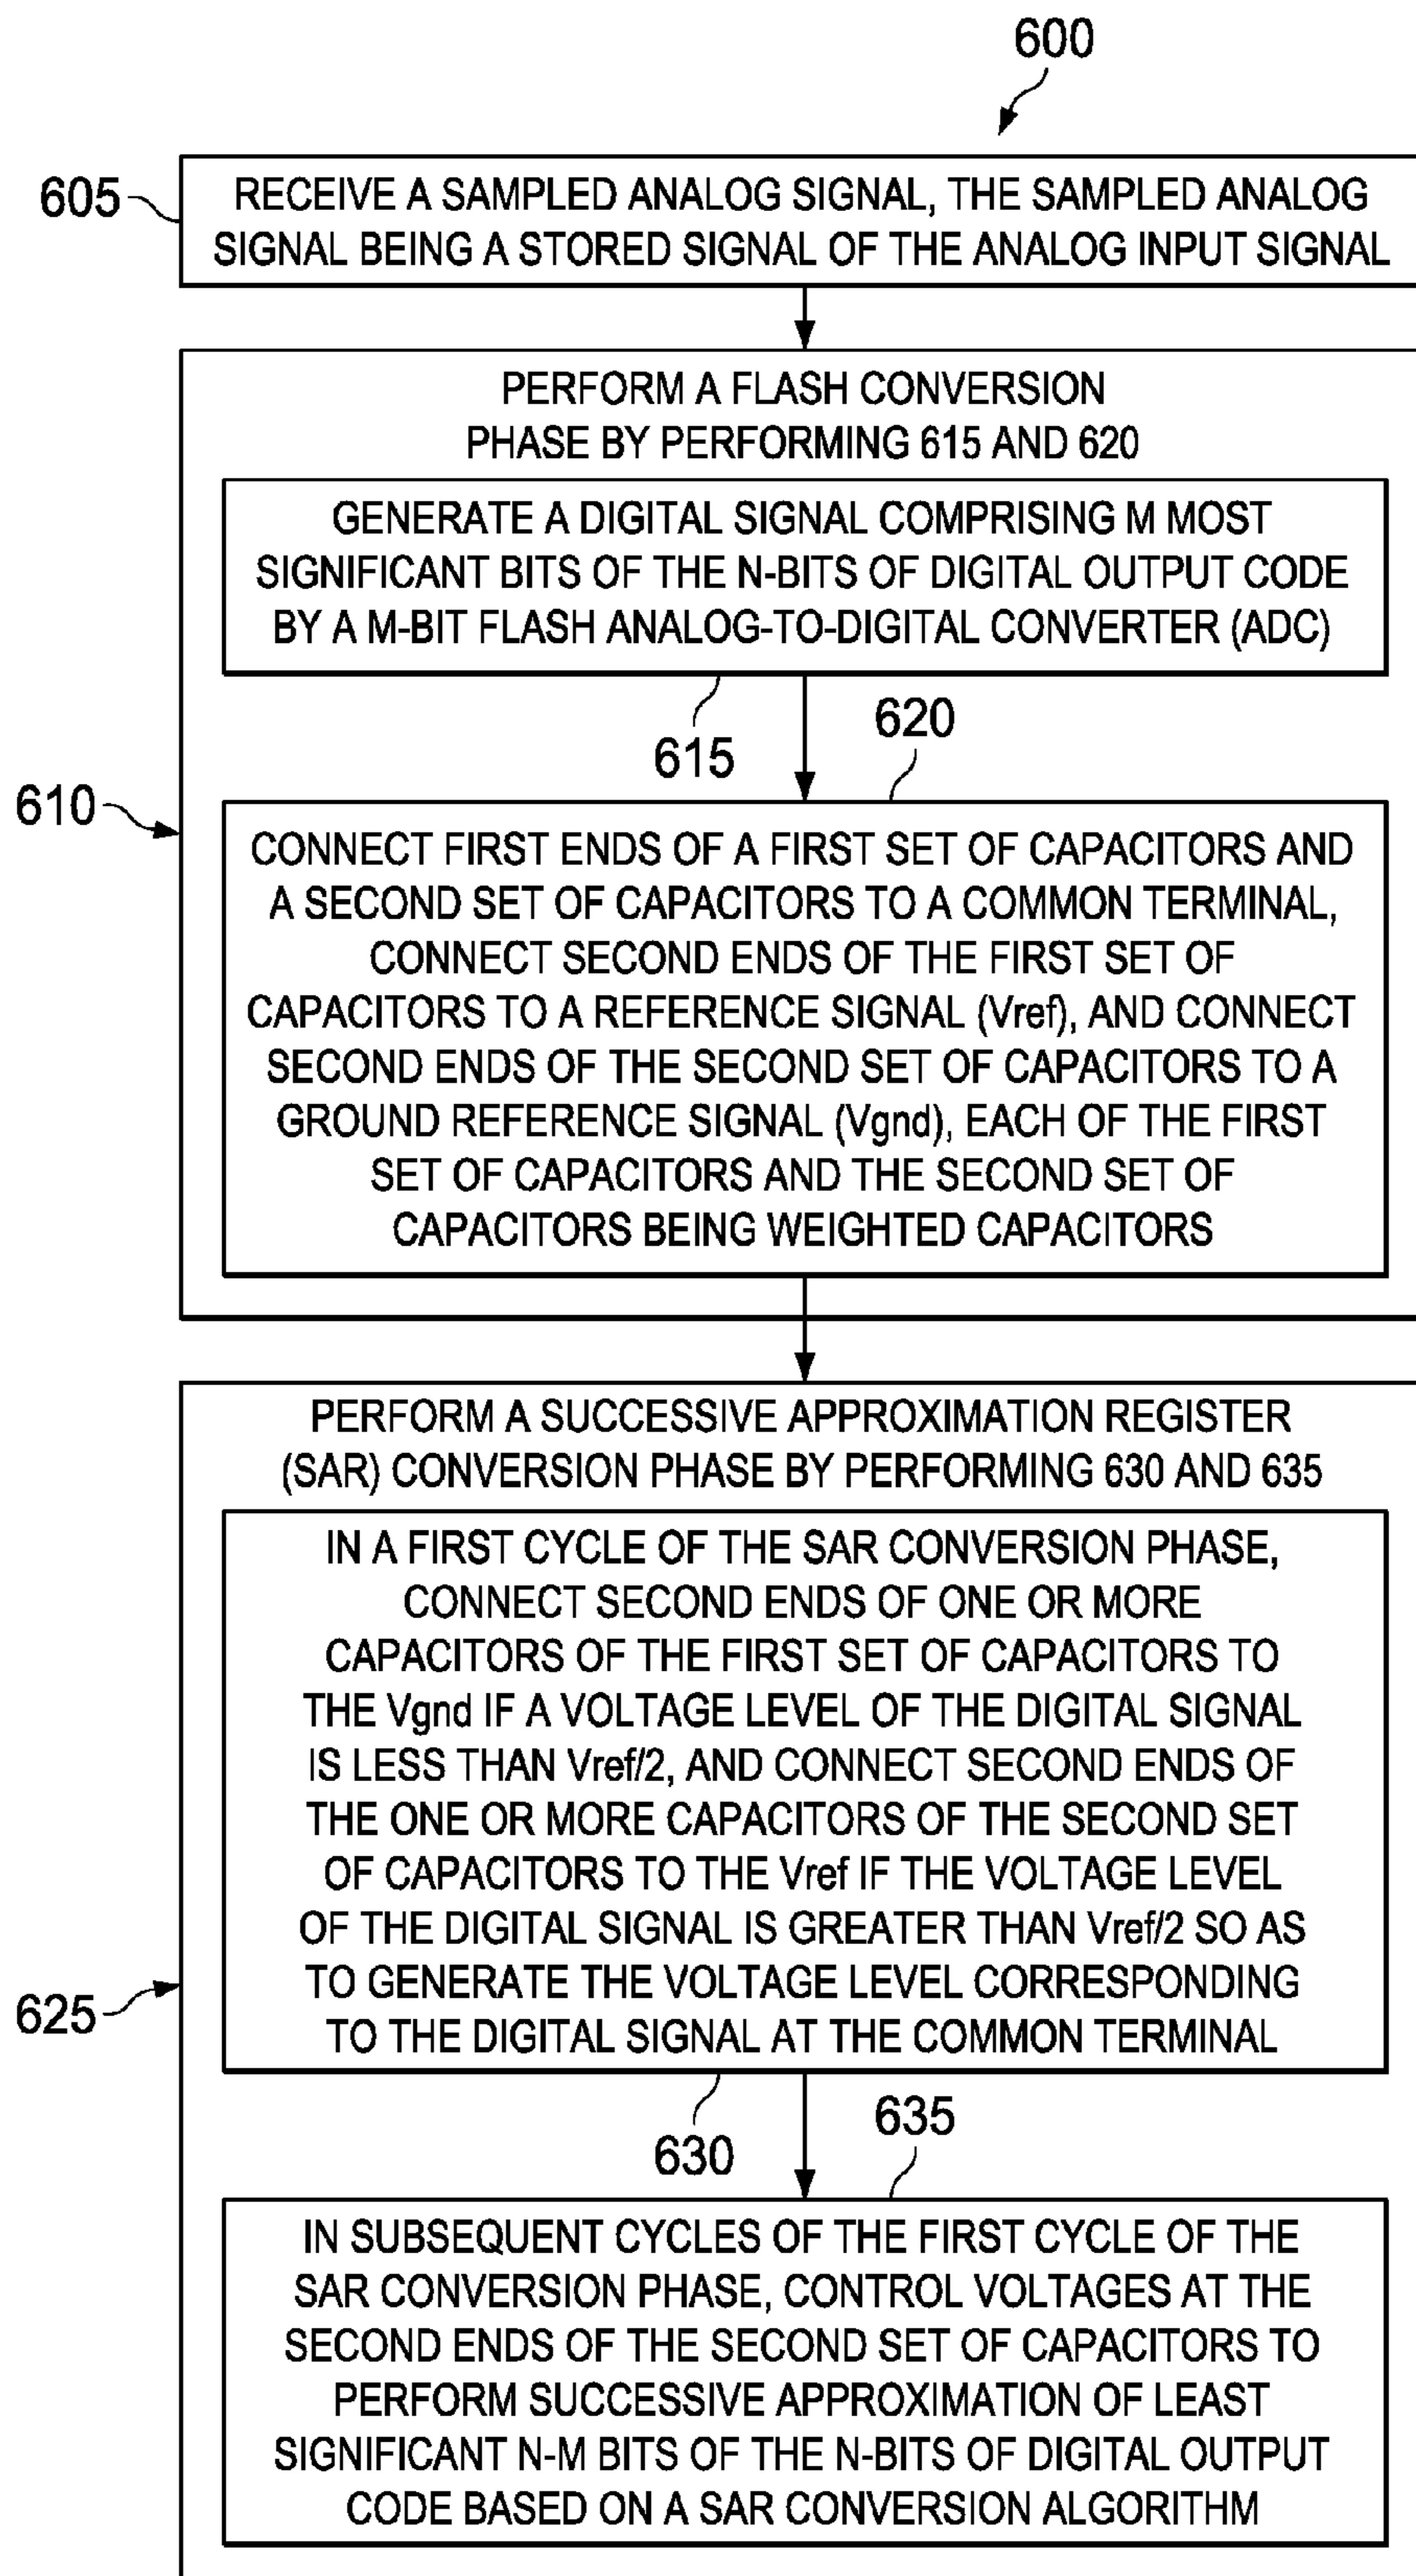 600
605
RECEIVE A SAMPLED ANALOG SIGNAL, THE SAMPLED ANALOG
SIGNAL BEING A STORED SIGNAL OF THE ANALOG INPUT SIGNAL
610
PERFORM A FLASH CONVERSION
PHASE BY PERFORMING 615 AND 620
GENERATE A DIGITAL SIGNAL COMPRISING M MOST
SIGNIFICANT BITS OF THE N-BITS OF DIGITAL OUTPUT CODE
BY A M-BIT FLASH ANALOG-TO-DIGITAL CONVERTER (ADC)
615
620
CONNECT FIRST ENDS OF A FIRST SET OF CAPACITORS AND
A SECOND SET OF CAPACITORS TO A COMMON TERMINAL,
CONNECT SECOND ENDS OF THE FIRST SET OF
CAPACITORS TO A REFERENCE SIGNAL (Vref), AND CONNECT
SECOND ENDS OF THE SECOND SET OF CAPACITORS TO A
GROUND REFERENCE SIGNAL (Vgnd), EACH OF THE FIRST
SET OF CAPACITORS AND THE SECOND SET OF
CAPACITORS BEING WEIGHTED CAPACITORS
625
PERFORM A SUCCESSIVE APPROXIMATION REGISTER
(SAR) CONVERSION PHASE BY PERFORMING 630 AND 635
IN A FIRST CYCLE OF THE SAR CONVERSION PHASE,
CONNECT SECOND ENDS OF ONE OR MORE
CAPACITORS OF THE FIRST SET OF CAPACITORS TO
THE Vgnd IF A VOLTAGE LEVEL OF THE DIGITAL SIGNAL
IS LESS THAN Vref/2, AND CONNECT SECOND ENDS OF
THE ONE OR MORE CAPACITORS OF THE SECOND SET
OF CAPACITORS TO THE Vref IF THE VOLTAGE LEVEL
OF THE DIGITAL SIGNAL IS GREATER THAN Vref/2 SO AS
TO GENERATE THE VOLTAGE LEVEL CORRESPONDING
TO THE DIGITAL SIGNAL AT THE COMMON TERMINAL
630
635
IN SUBSEQUENT CYCLES OF THE FIRST CYCLE OF THE
SAR CONVERSION PHASE, CONTROL VOLTAGES AT THE
SECOND ENDS OF THE SECOND SET OF CAPACITORS TO
PERFORM SUCCESSIVE APPROXIMATION OF LEAST
SIGNIFICANT N-M BITS OF THE N-BITS OF DIGITAL OUTPUT
CODE BASED ON A SAR CONVERSION ALGORITHM